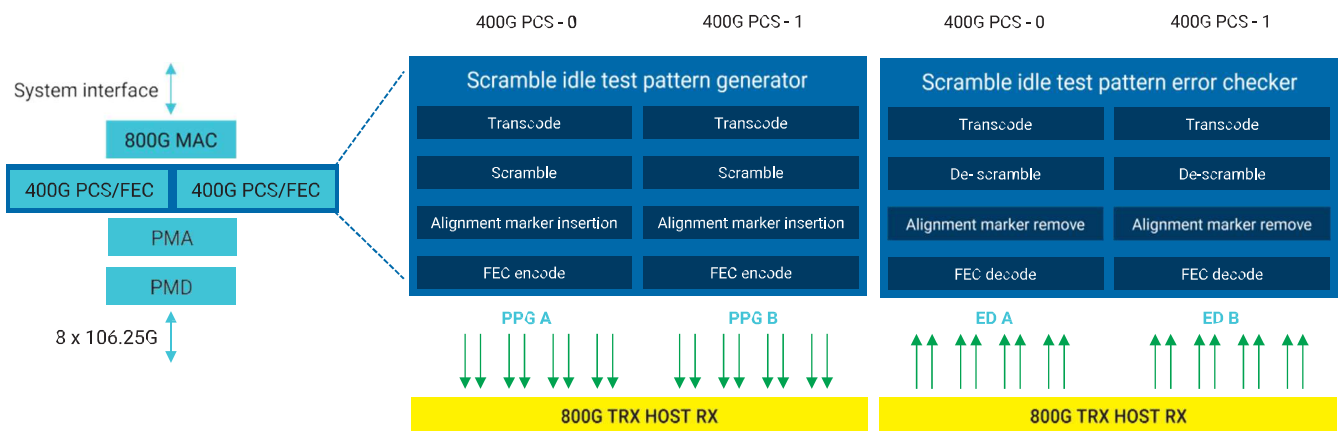 400G PCS - 0
400G PCS - 1
400G PCS - 0
400G PCS - 1
System interface
800G MAC
400G PCS/FEC
400G PCS/FEC
PMA
PMD
8 x 106.25G
Scramble idle test pattern generator
Transcode
Transcode
Scramble
Scramble
Alignment marker insertion
Alignment marker insertion
FEC encode
FEC encode
PPG A
PPG B
800G TRX HOST RX
Scramble idle test pattern error checker
Transcode
Transcode
De- scramble
De-scramble
Alignment marker remove
Alignment marker remove
FEC decode
FEC decode
ED A
ED B
800G TRX HOST RX